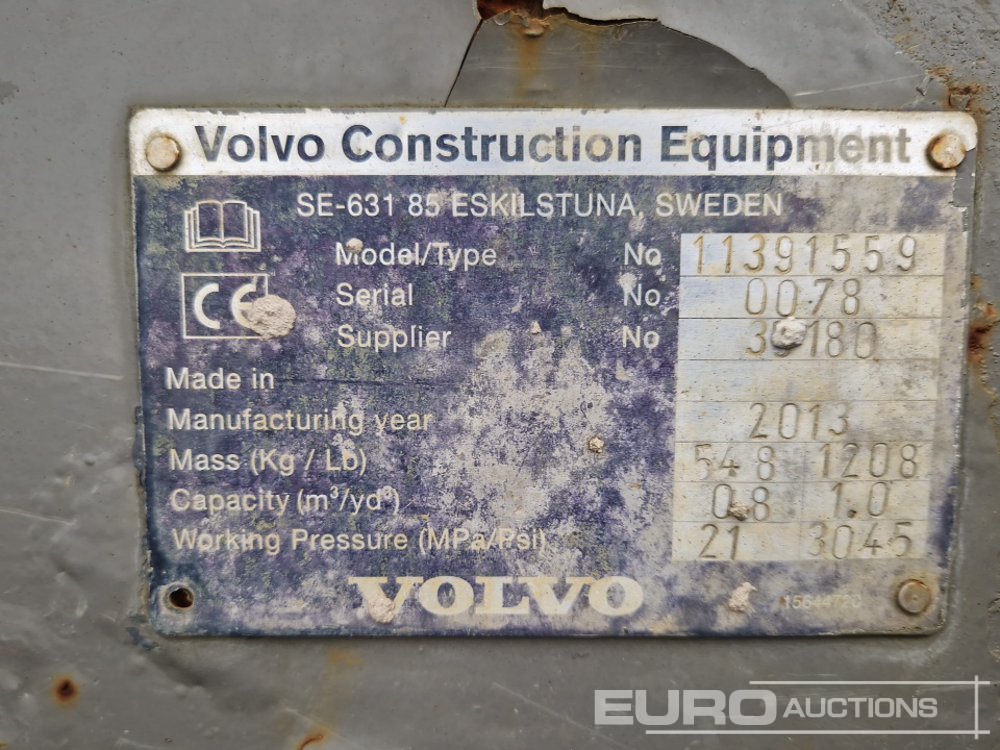 Volvo Construction Equipment
SE-631 85 ESKILSTUNA, SWEDEN
Model/Type No 11391559
CE Serial No 0078
Supplier No
Made in
Manufacturing year 2013
Mass (Kg / Lb) 548 1208
Capacity (m³/yd³) 0.8 1.0
Working Pressure (MPa/Psi) 21 3045
VOLVO
EURO AUCTIONS